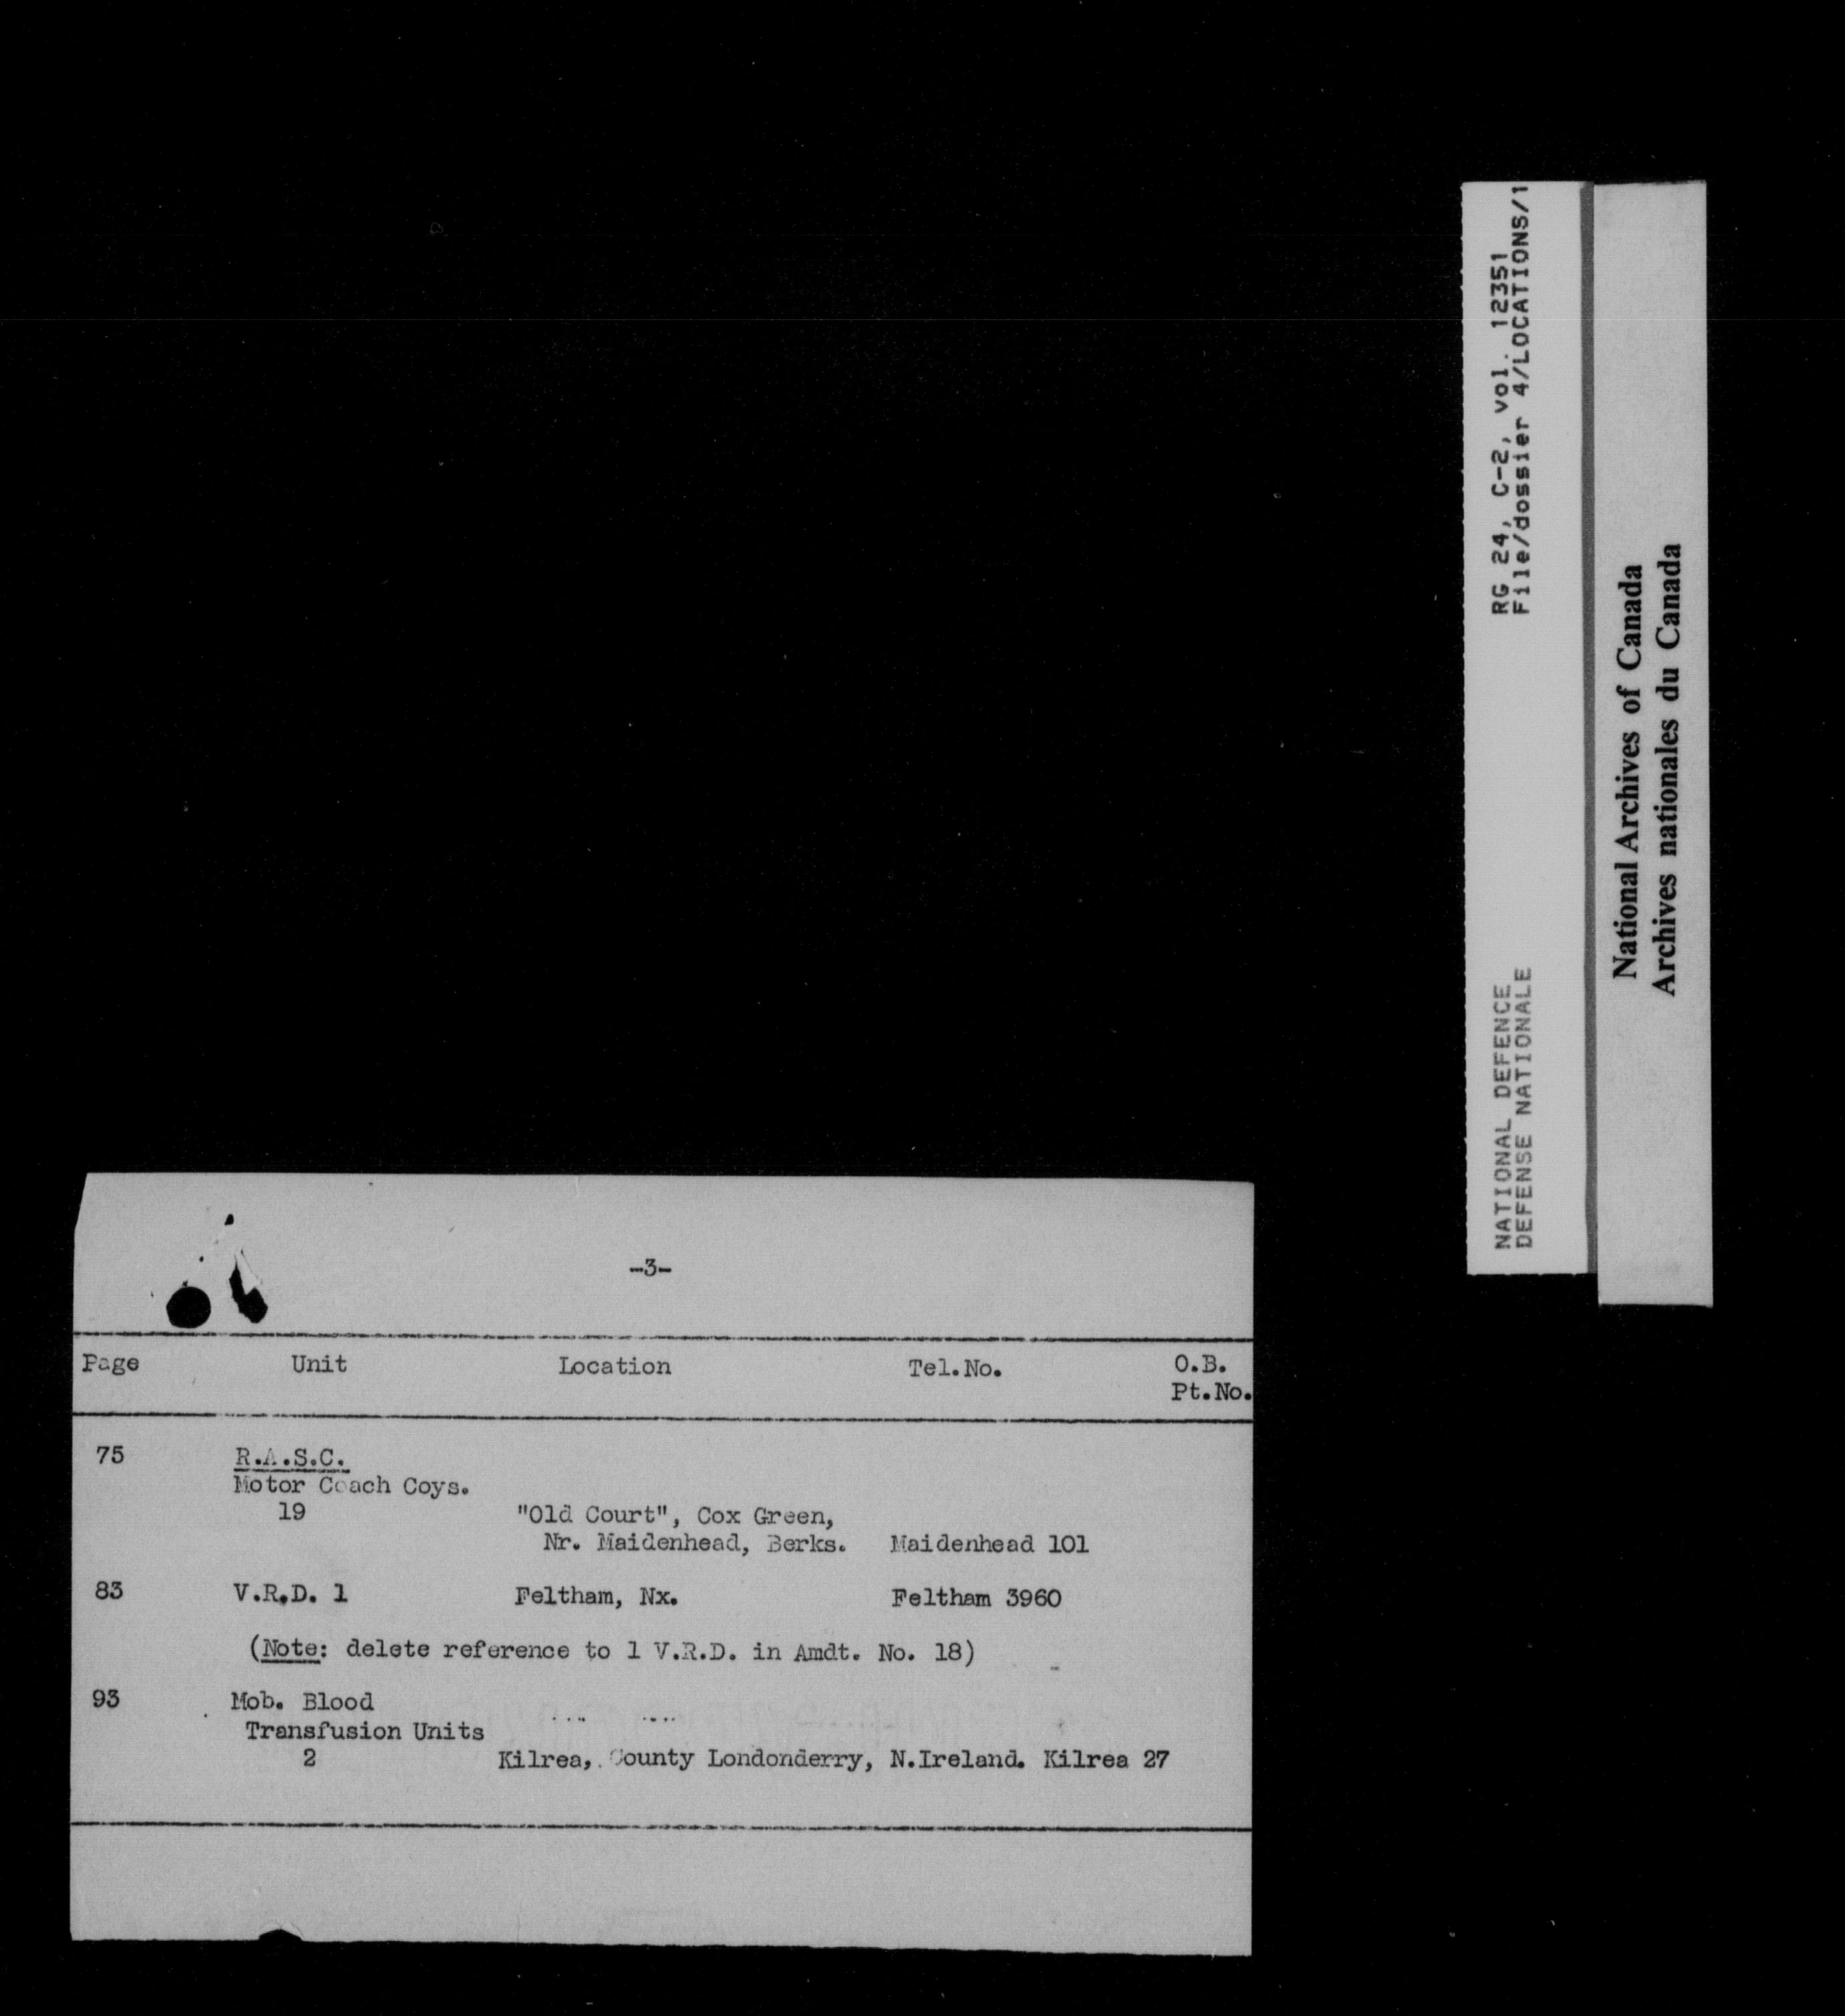 RG 24, C-2, vol. 12351
File/dossier 4/LOCATIONS/1
NATIONAL DEFENCE
DEFENSE NATIONALE
National Archives of Canada
Archives nationales du Canada
-3-
Page Unit Location Tel.No. O.B.
Pt.No.
75 R.A.S.C.
Motor Coach Coys.
19 "Old Court", Cox Green,
Nr. Maidenhead, Berks. Maidenhead 101
83 V.R.D. 1 Feltham, Nx. Feltham 3960
(Note: delete reference to 1 V.R.D. in Amdt. No. 18)
93 Mob. Blood
Transfusion Units
2 Kilrea, County Londonderry, N.Ireland. Kilrea 27